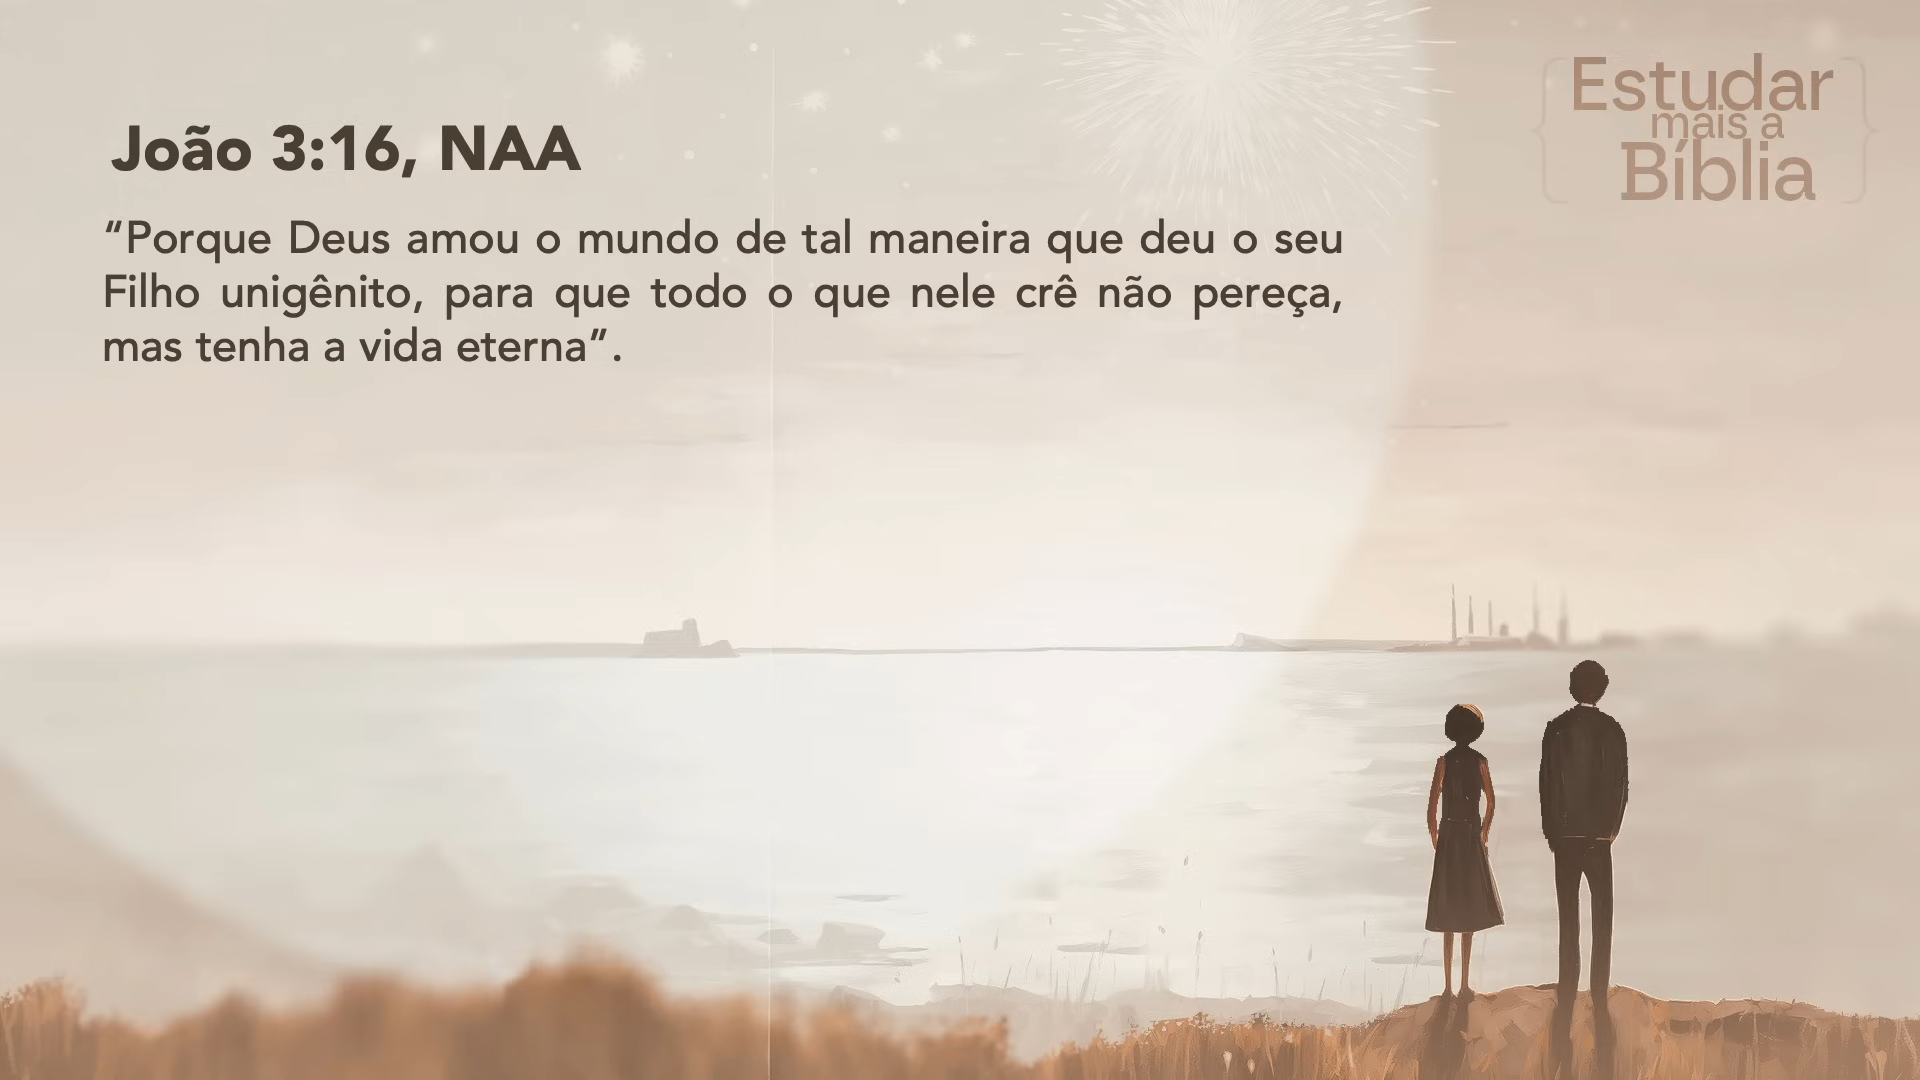 Estudar
mais a
Bíblia
João 3:16, NAA
“Porque Deus amou o mundo de tal maneira que deu o seu
Filho unigênito, para que todo o que nele crê não pereça,
mas tenha a vida eterna”.